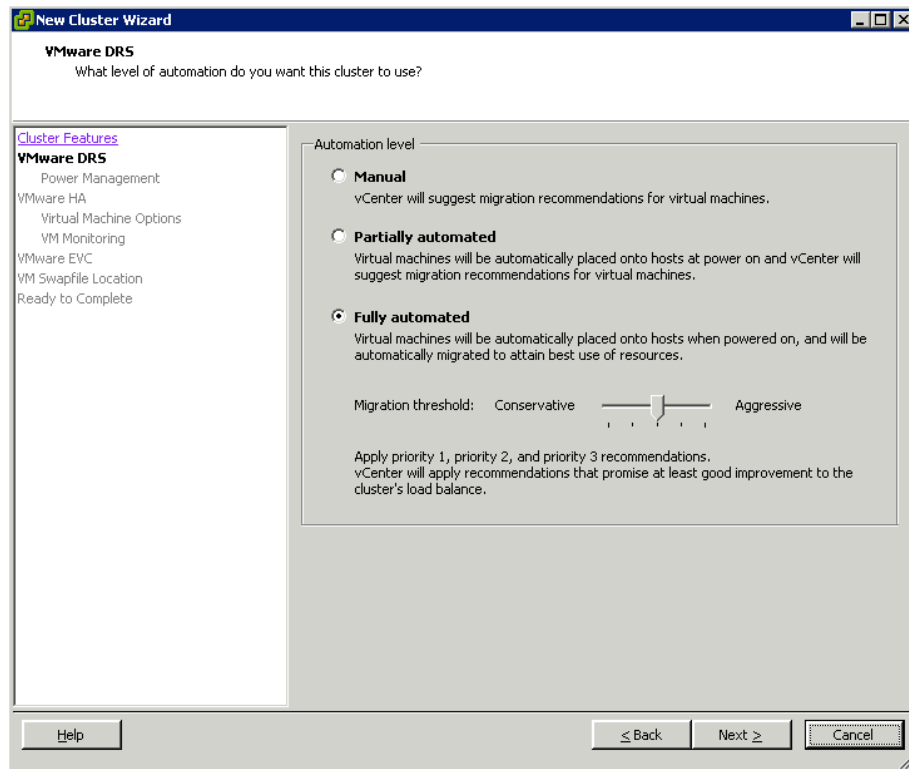 New Cluster Wizard
VMware DRS
What level of automation do you want this cluster to use?
Cluster Features
VMware DRS
Power Management
VMware HA
Virtual Machine Options
VM Monitoring
VMware EVC
VM Swapfile Location
Ready to Complete
Automation level
Manual
vCenter will suggest migration recommendations for virtual machines.
Partially automated
Virtual machines will be automatically placed onto hosts at power on and vCenter will
suggest migration recommendations for virtual machines.
Fully automated
Virtual machines will be automatically placed onto hosts when powered on, and will be
automatically migrated to attain best use of resources.
Migration threshold: Conservative Aggressive
Apply priority 1, priority 2, and priority 3 recommendations.
vCenter will apply recommendations that promise at least good improvement to the
cluster's load balance.
Help < Back Next > Cancel